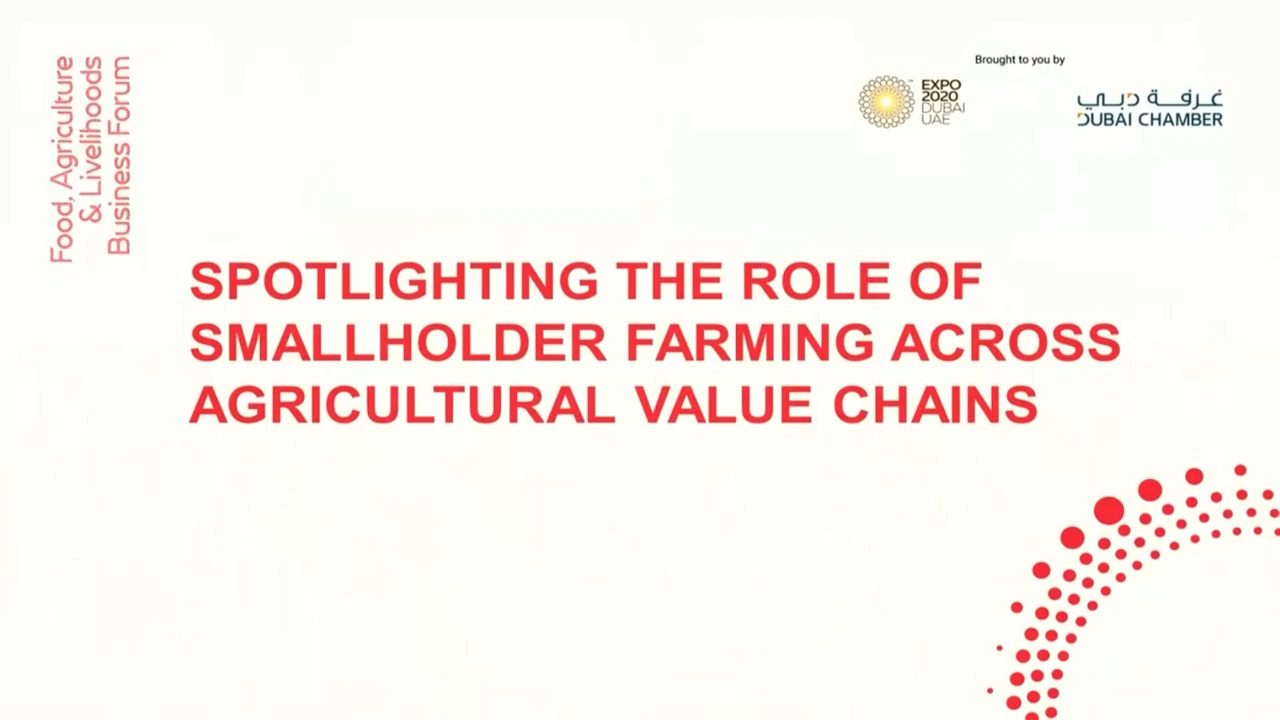 Food, Agriculture
& Livelihoods
Business Forum
Brought to you by
EXPO
2020
DUBAI
UAE
غرفة دبي
DUBAI CHAMBER
SPOTLIGHTING THE ROLE OF
SMALLHOLDER FARMING ACROSS
AGRICULTURAL VALUE CHAINS